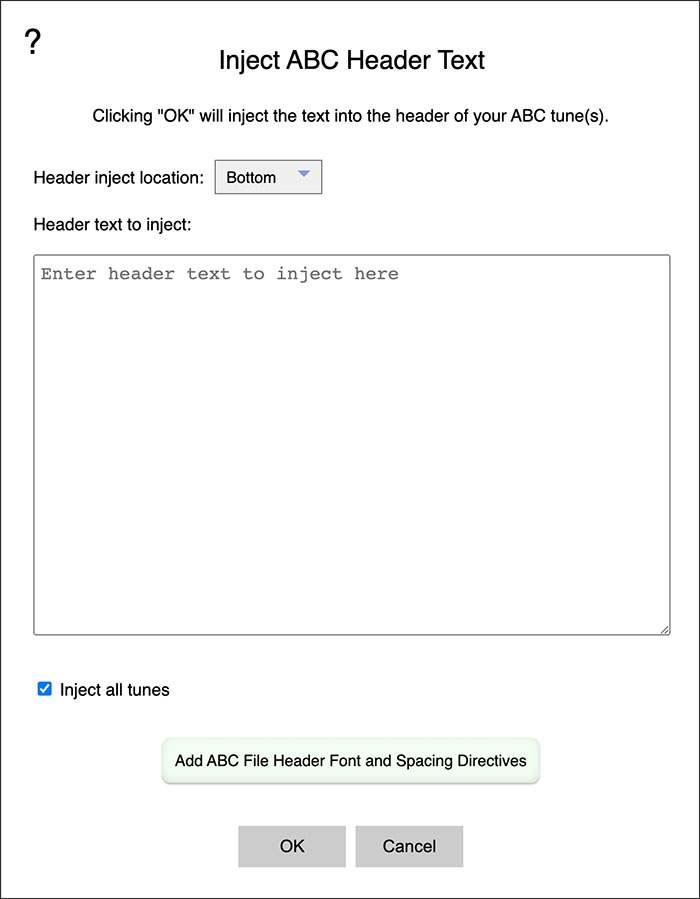 ?
Inject ABC Header Text
Clicking "OK" will inject the text into the header of your ABC tune(s).
Header inject location: Bottom
Header text to inject:
Enter header text to inject here
Inject all tunes
Add ABC File Header Font and Spacing Directives
OK Cancel